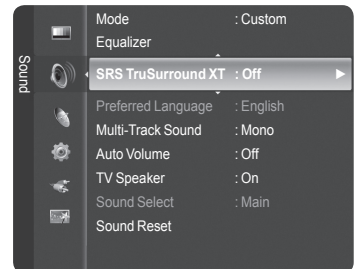 Sound
Mode : Custom
Equalizer
SRS TruSurround XT : Off
Preferred Language : English
Multi-Track Sound : Mono
Auto Volume : Off
TV Speaker : On
Sound Select : Main
Sound Reset